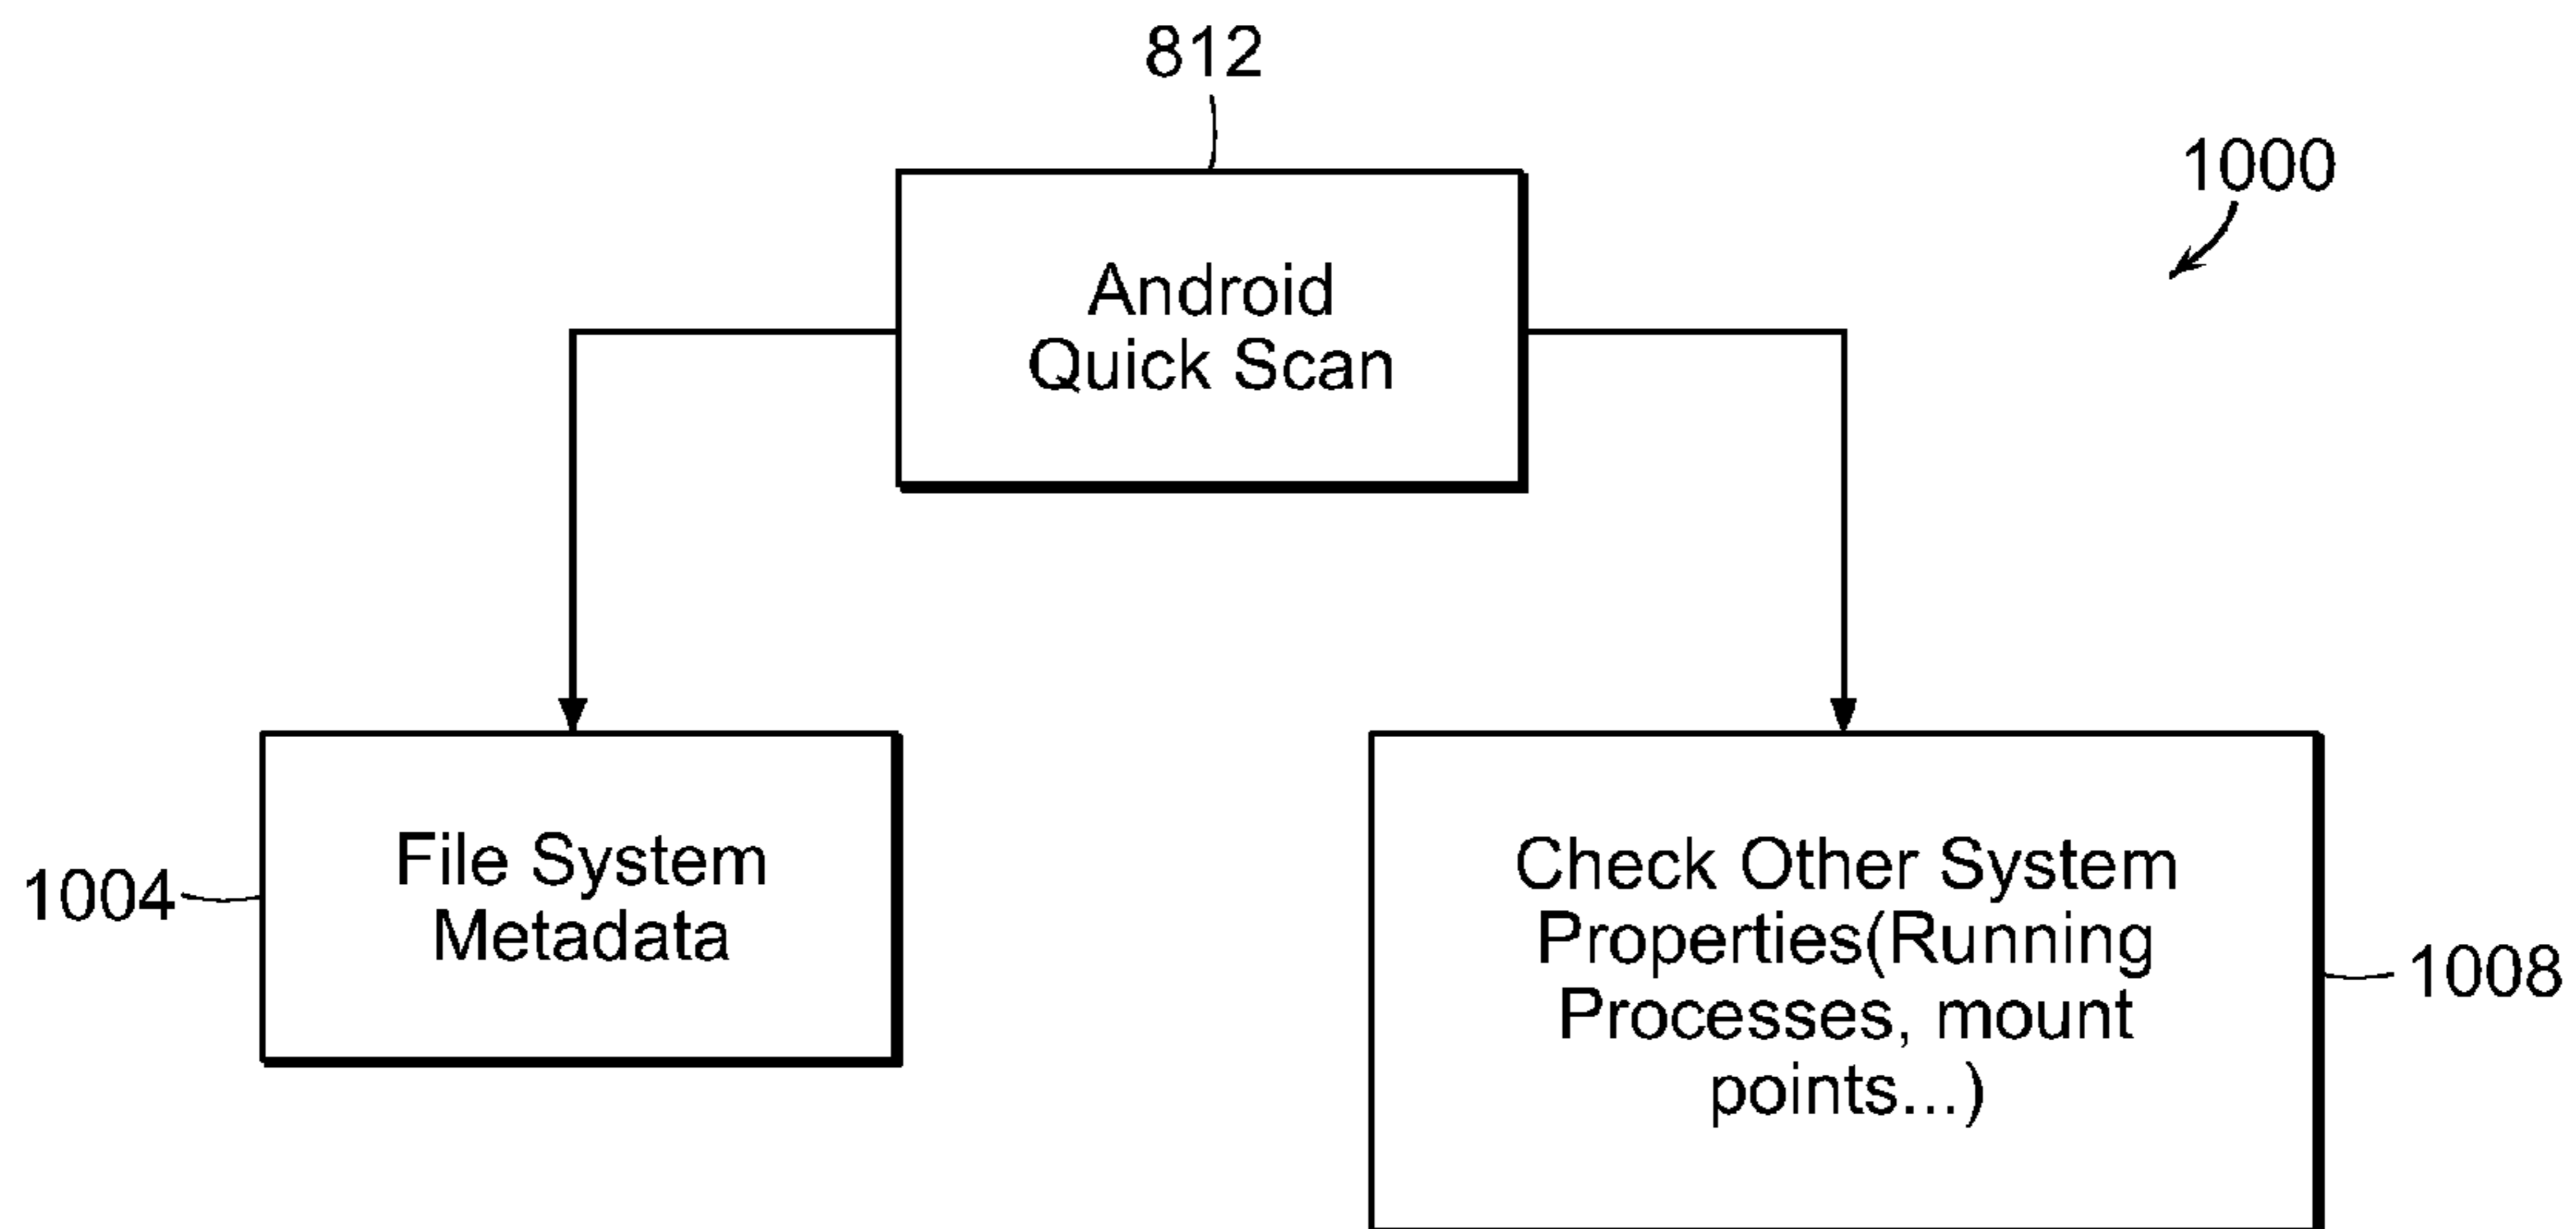 812
1000
Android
Quick Scan
File System
Metadata
1004
Check Other System
Properties(Running
Processes, mount
points...)
1008